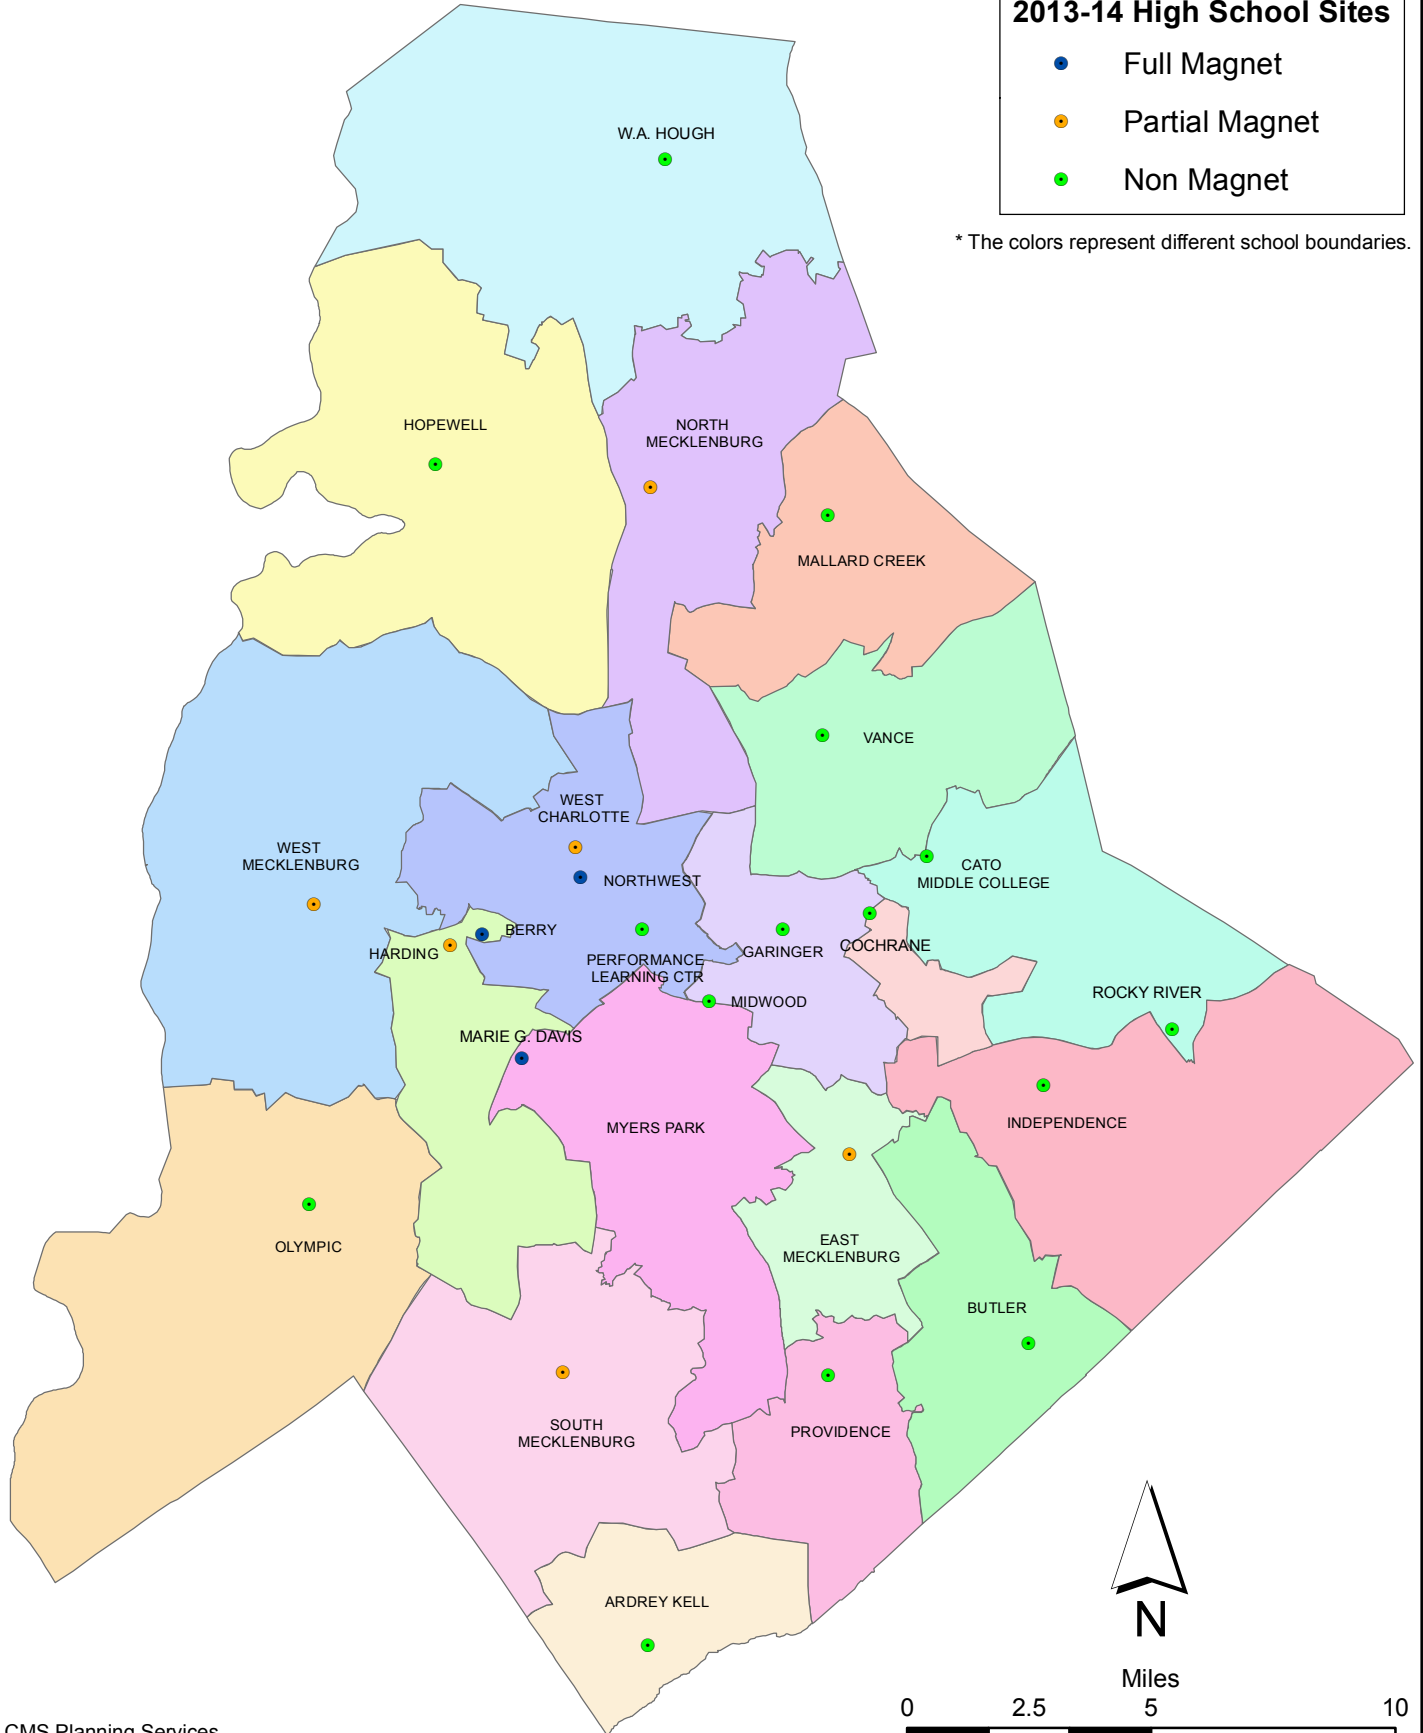 2013-14 High School Sites
Full Magnet
Partial Magnet
Non Magnet
* The colors represent different school boundaries.
W.A. HOUGH
HOPEWELL
NORTH
MECKLENBURG
MALLARD CREEK
VANCE
WEST
CHARLOTTE
WEST
MECKLENBURG
CATO
MIDDLE COLLEGE
NORTHWEST
BERRY
HARDING
PERFORMANCE
LEARNING CTR
GARINGER
COCHRANE
MIDWOOD
ROCKY RIVER
MARIE G. DAVIS
MYERS PARK
INDEPENDENCE
OLYMPIC
EAST
MECKLENBURG
BUTLER
SOUTH
MECKLENBURG
PROVIDENCE
ARDREY KELL
N
Miles
0 2.5 5 10
CMS Planning Services